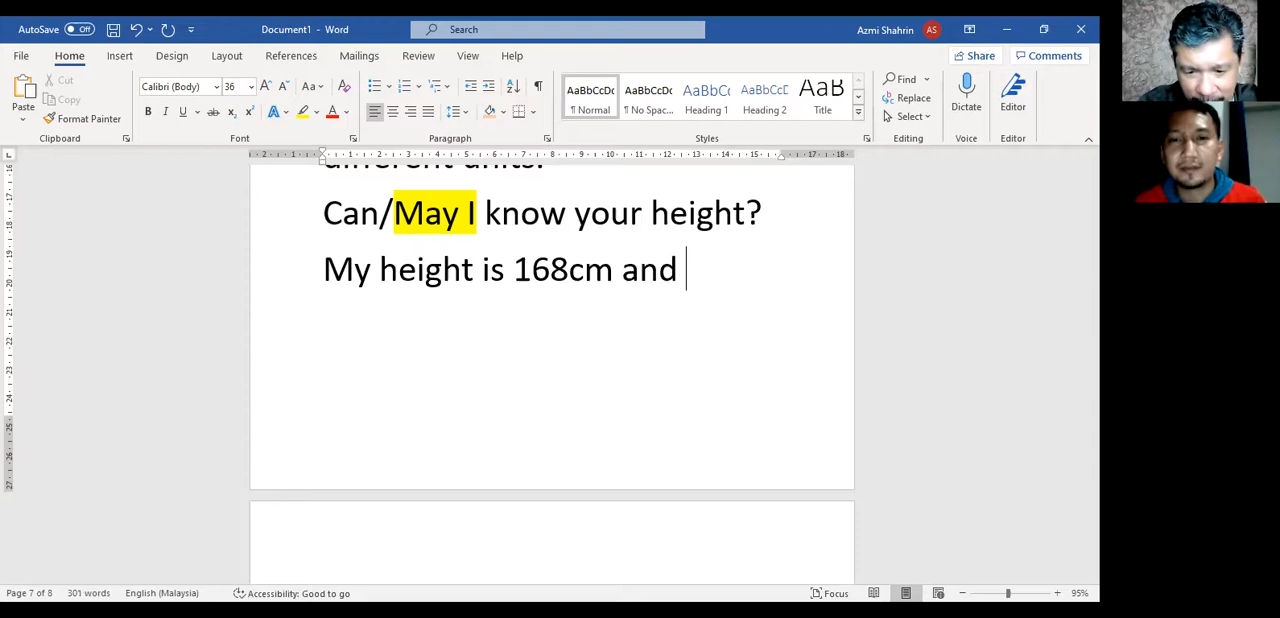 AutoSave Off Document1 - Word Search Azmi Shahrin AS
File Home Insert Design Layout References Mailings Review View Help Share Comments
Paste Cut Copy Format Painter
Calibri (Body) 36
AaBbCcDc AaBbCcDc AaBbCc AaBbCcD AaB
¶ Normal ¶ No Spac... Heading 1 Heading 2 Title
Find Replace Select Dictate Editor
Clipboard Font Paragraph Styles Editing Voice Editor
different units.
Can/May I know your height?
My height is 168cm and
Page 7 of 8 301 words English (Malaysia) Accessibility: Good to go Focus 95%